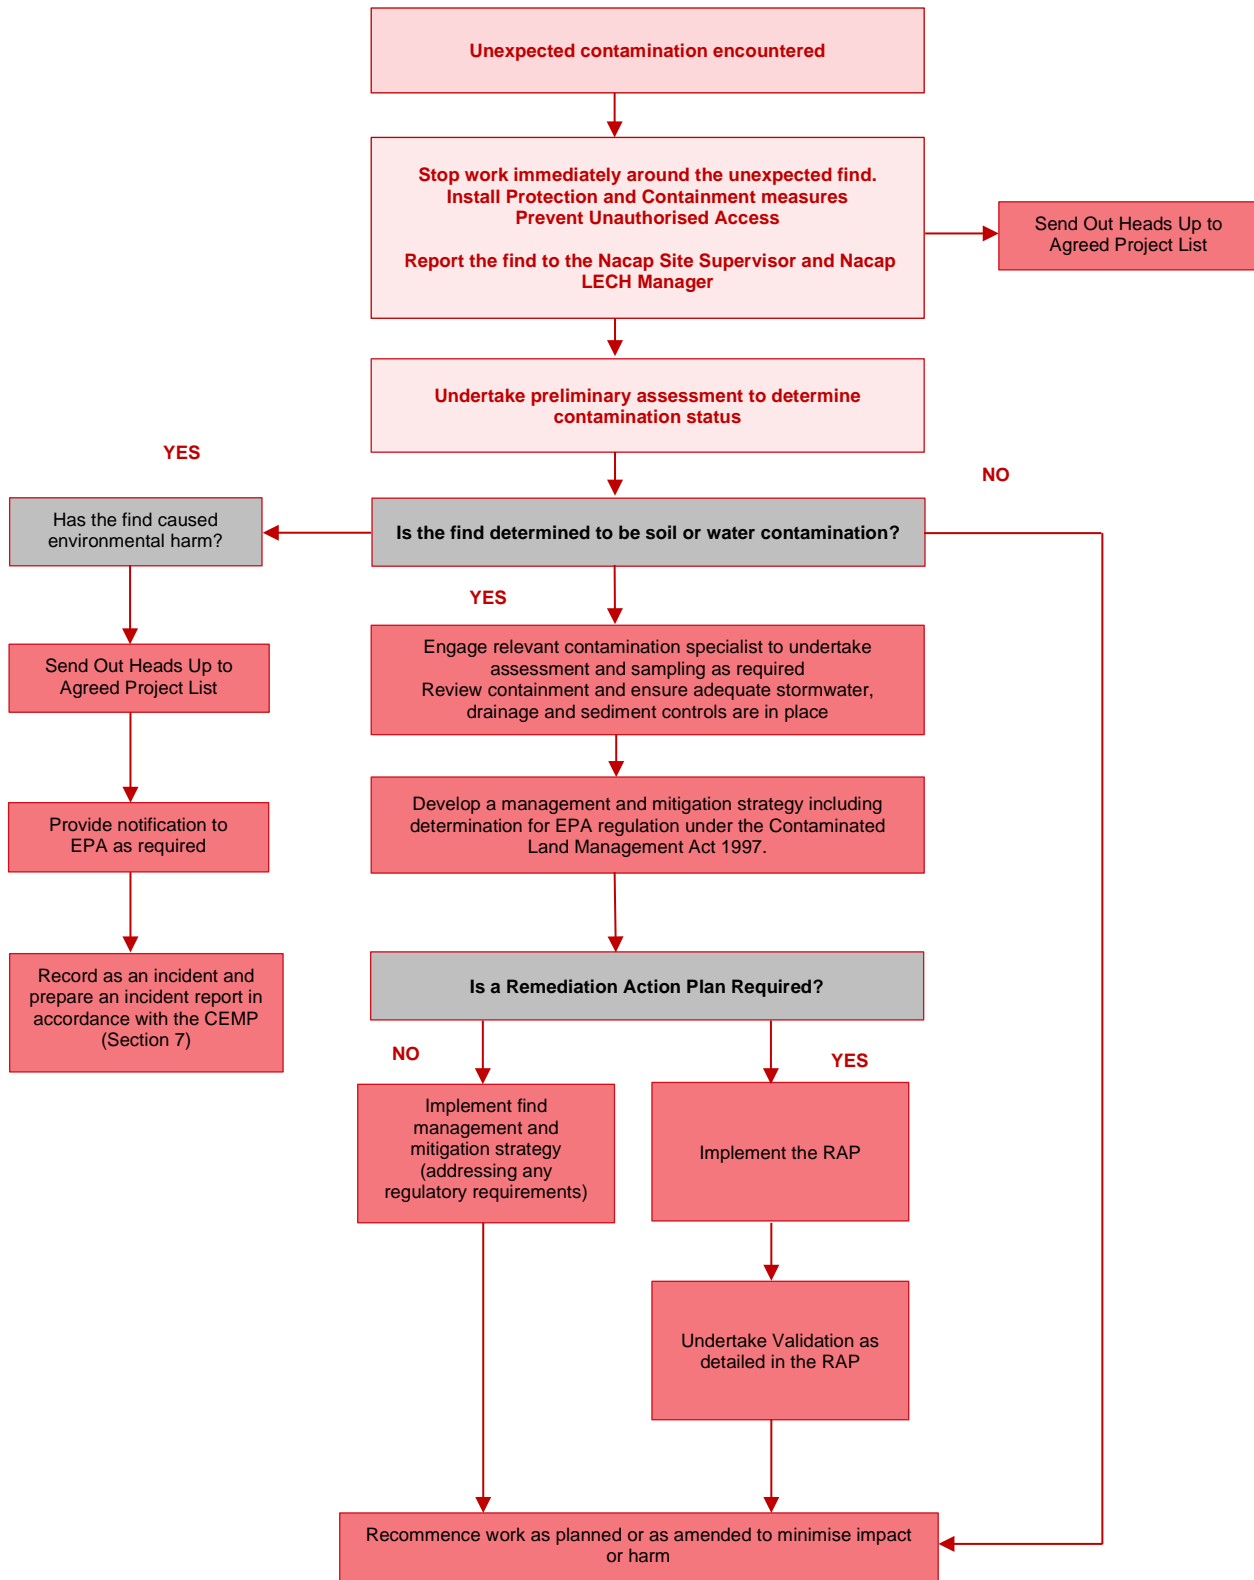 Unexpected contamination encountered
Stop work immediately around the unexpected find.
Install Protection and Containment measures
Prevent Unauthorised Access
Report the find to the Nacap Site Supervisor and Nacap
LECH Manager
Send Out Heads Up to
Agreed Project List
Undertake preliminary assessment to determine
contamination status
YES
NO
Has the find caused
environmental harm?
Is the find determined to be soil or water contamination?
YES
Send Out Heads Up to
Agreed Project List
Engage relevant contamination specialist to undertake
assessment and sampling as required
Review containment and ensure adequate stormwater,
drainage and sediment controls are in place
Provide notification to
EPA as required
Develop a management and mitigation strategy including
determination for EPA regulation under the Contaminated
Land Management Act 1997.
Record as an incident and
prepare an incident report in
accordance with the CEMP
(Section 7)
Is a Remediation Action Plan Required?
NO
YES
Implement find
management and
mitigation strategy
(addressing any
regulatory requirements)
Implement the RAP
Undertake Validation as
detailed in the RAP
Recommence work as planned or as amended to minimise impact
or harm